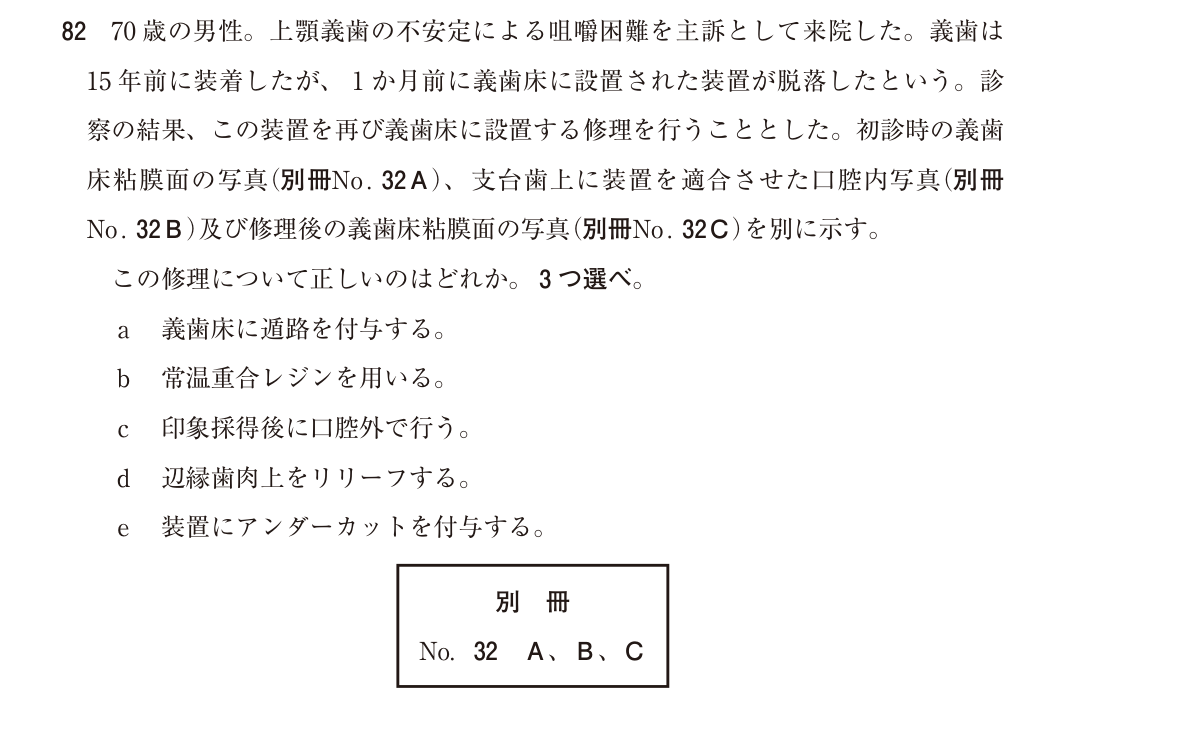 82 70歳の男性。上顎義歯の不安定による咀嚼困難を主訴として来院した。義歯は
15年前に装着したが、1か月前に義歯床に設置された装置が脱落したという。診
察の結果、この装置を再び義歯床に設置する修理を行うこととした。初診時の義歯
床粘膜面の写真(別冊No. 32A)、支台歯上に装置を適合させた口腔内写真(別冊
No. 32B)及び修理後の義歯床粘膜面の写真(別冊No. 32C)を別に示す。
この修理について正しいのはどれか。3つ選べ。
a 義歯床に遁路を付与する。
b 常温重合レジンを用いる。
c 印象採得後に口腔外で行う。
d 辺縁歯肉上をリリーフする。
e 装置にアンダーカットを付与する。
別 冊
No. 32 A、B、C